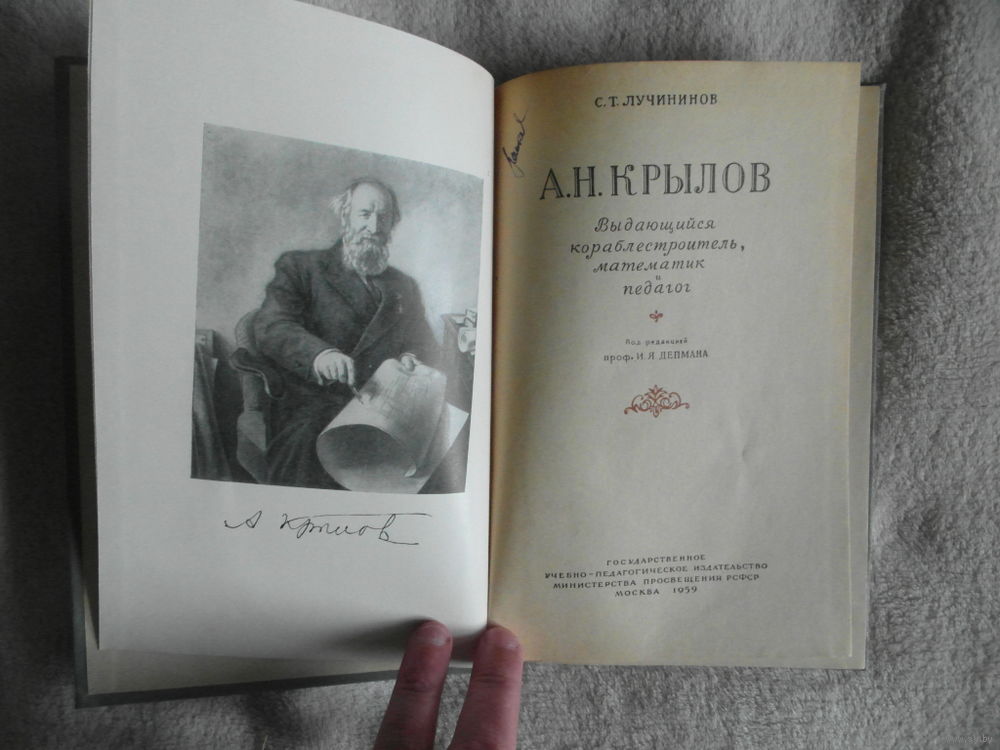 А Крылов
С. Т. ЛУЧИНИНОВ
А. Н. КРЫЛОВ
Выдающийся
кораблестроитель,
математик
и
педагог
Под редакцией
проф. И. Я ДЕПМАНА
ГОСУДАРСТВЕННОЕ
УЧЕБНО-ПЕДАГОГИЧЕСКОЕ ИЗДАТЕЛЬСТВО
МИНИСТЕРСТВА ПРОСВЕЩЕНИЯ РСФСР
МОСКВА 1959